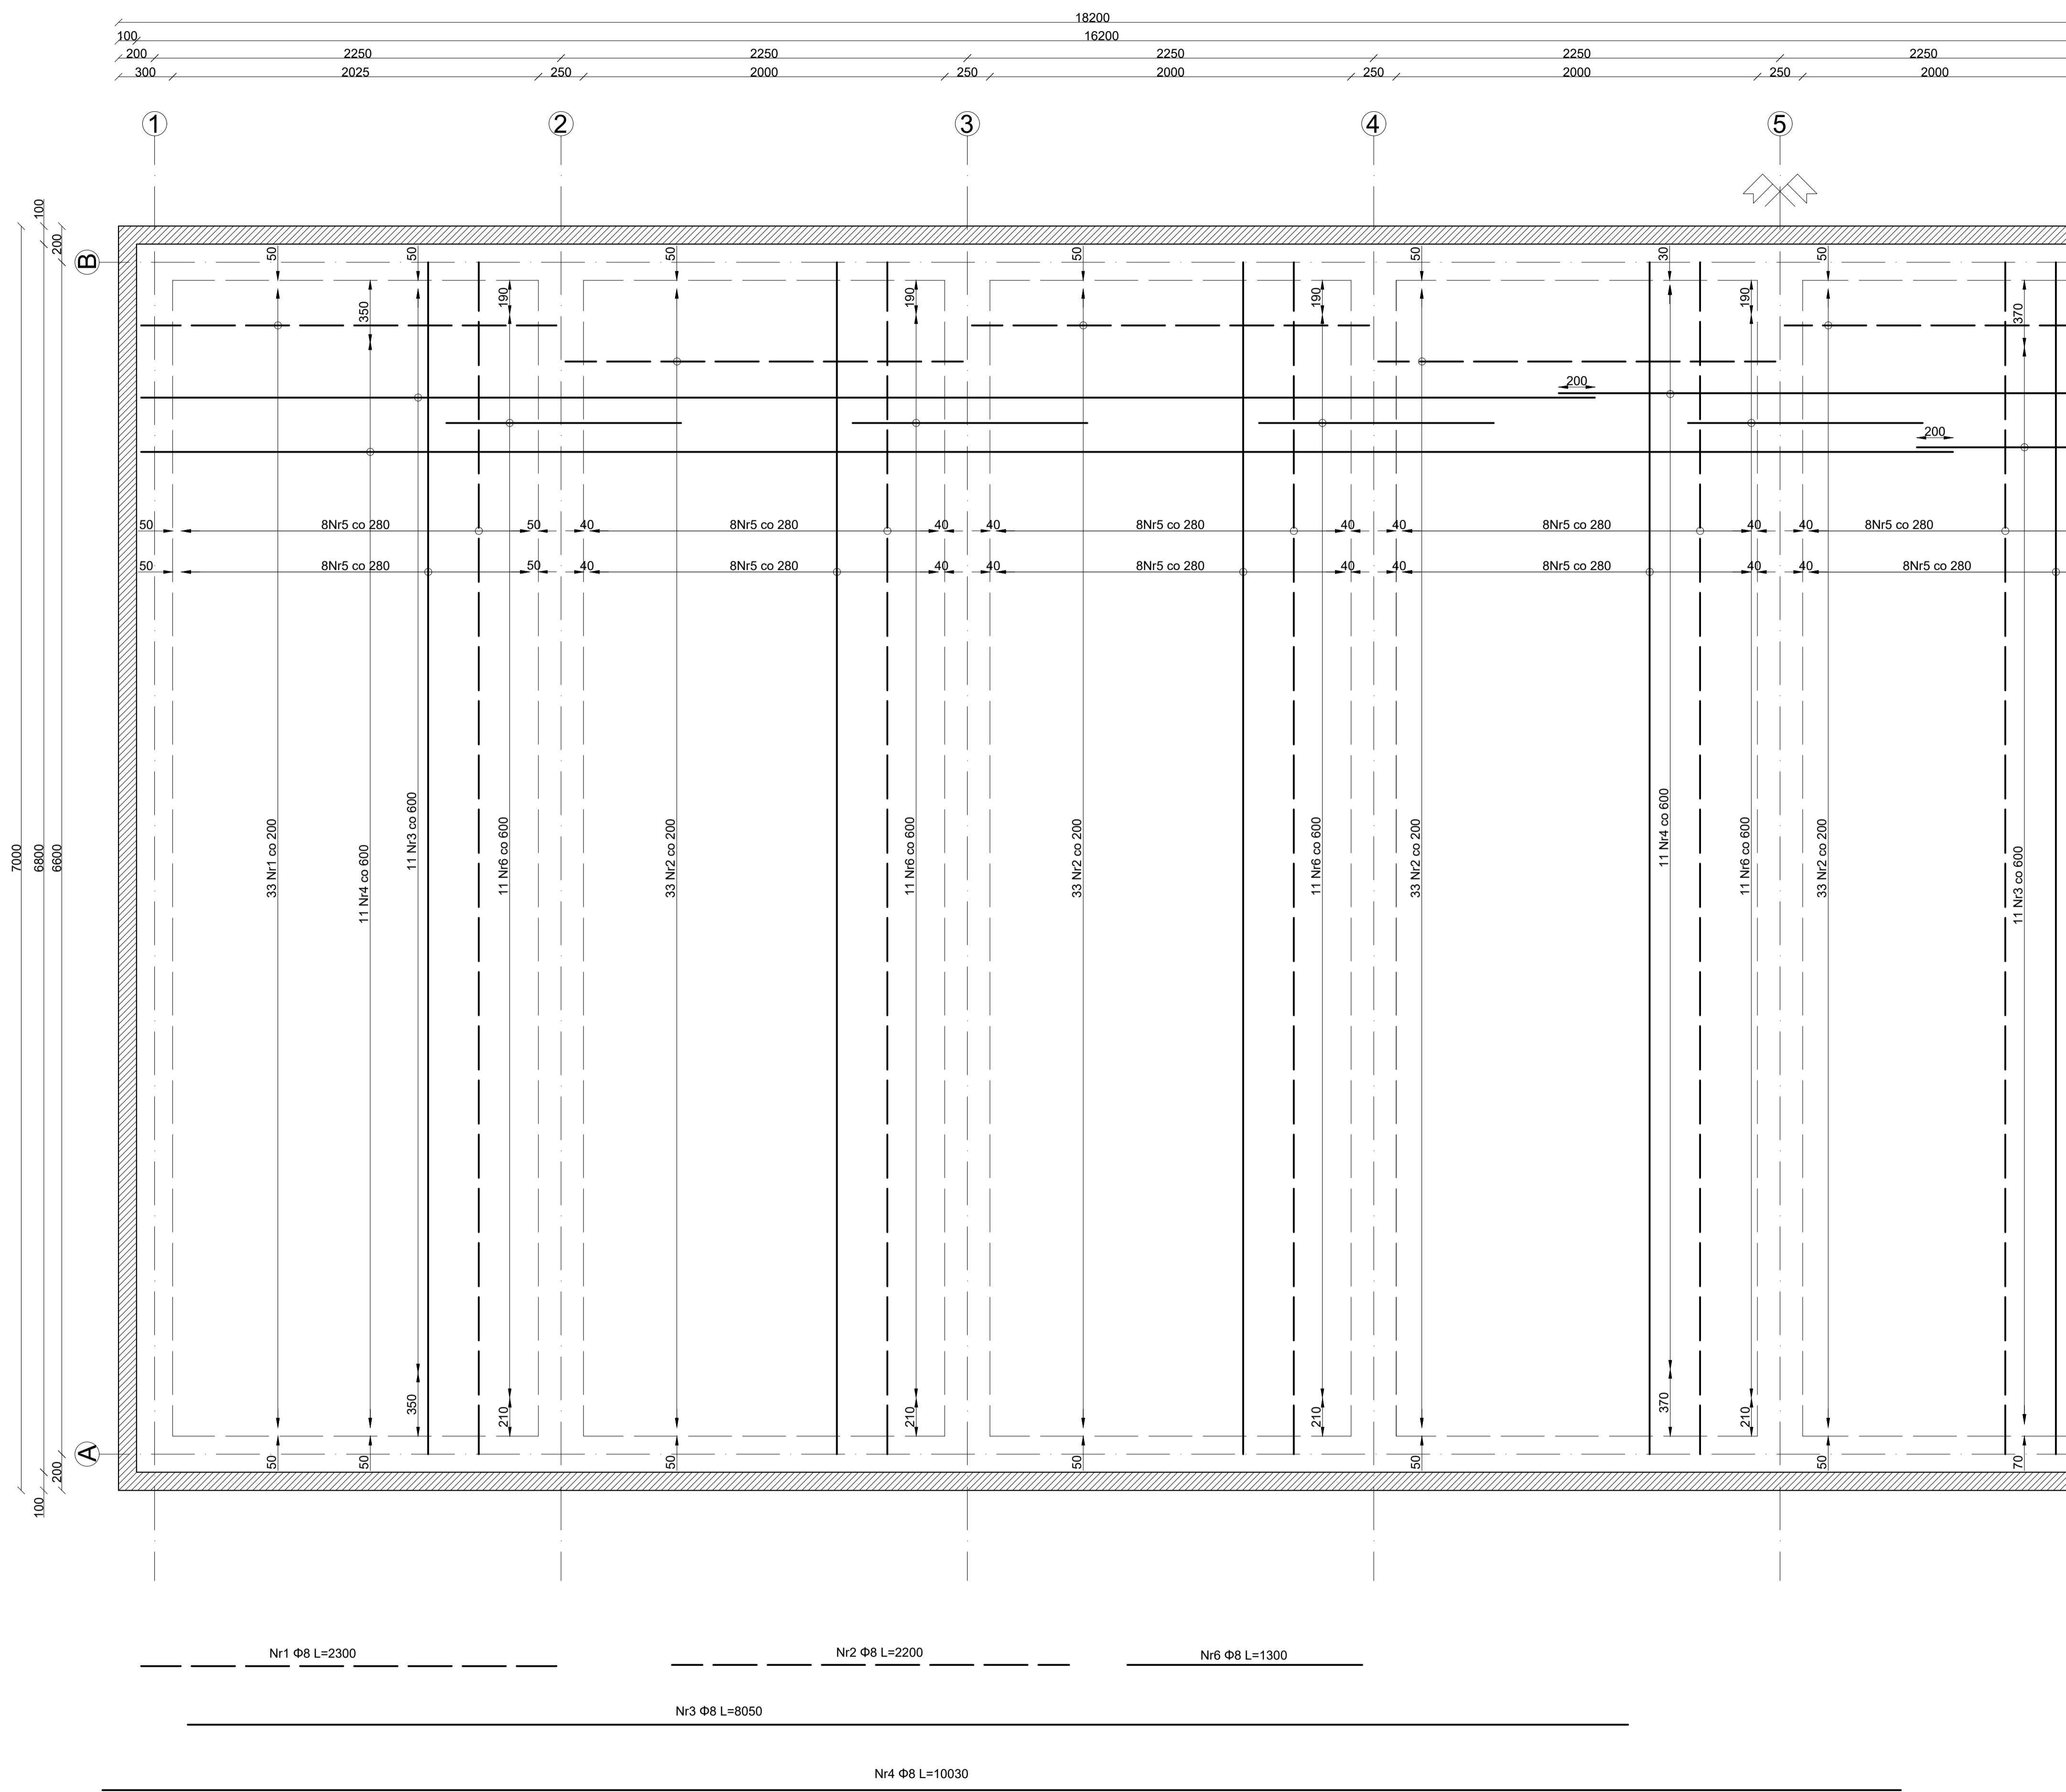 18200
100 16200
200 2250 2250 2250 2250 2250
300 2025 250 2000 250 2000 250 2000 250 2000
1 2 3 4 5
100
200
B
50 50 50 50 50 30 50
350 190 190 190 190 370
200
200
50 8Nr5 co 280 50 40 8Nr5 co 280 40 40 8Nr5 co 280 40 40 8Nr5 co 280 40 40 8Nr5 co 280
50 8Nr5 co 280 50 40 8Nr5 co 280 40 40 8Nr5 co 280 40 40 8Nr5 co 280 40 40 8Nr5 co 280
7000
6800
6600
33 Nr1 co 200
11 Nr4 co 600
11 Nr3 co 600
11 Nr6 co 600
33 Nr2 co 200
11 Nr6 co 600
33 Nr2 co 200
11 Nr6 co 600
33 Nr2 co 200
11 Nr4 co 600
11 Nr6 co 600
33 Nr2 co 200
11 Nr3 co 600
350 210 210 210 370 210
A
200
50 50 50 50 50 50 70
100
Nr1 Φ8 L=2300
Nr2 Φ8 L=2200
Nr6 Φ8 L=1300
Nr3 Φ8 L=8050
Nr4 Φ8 L=10030